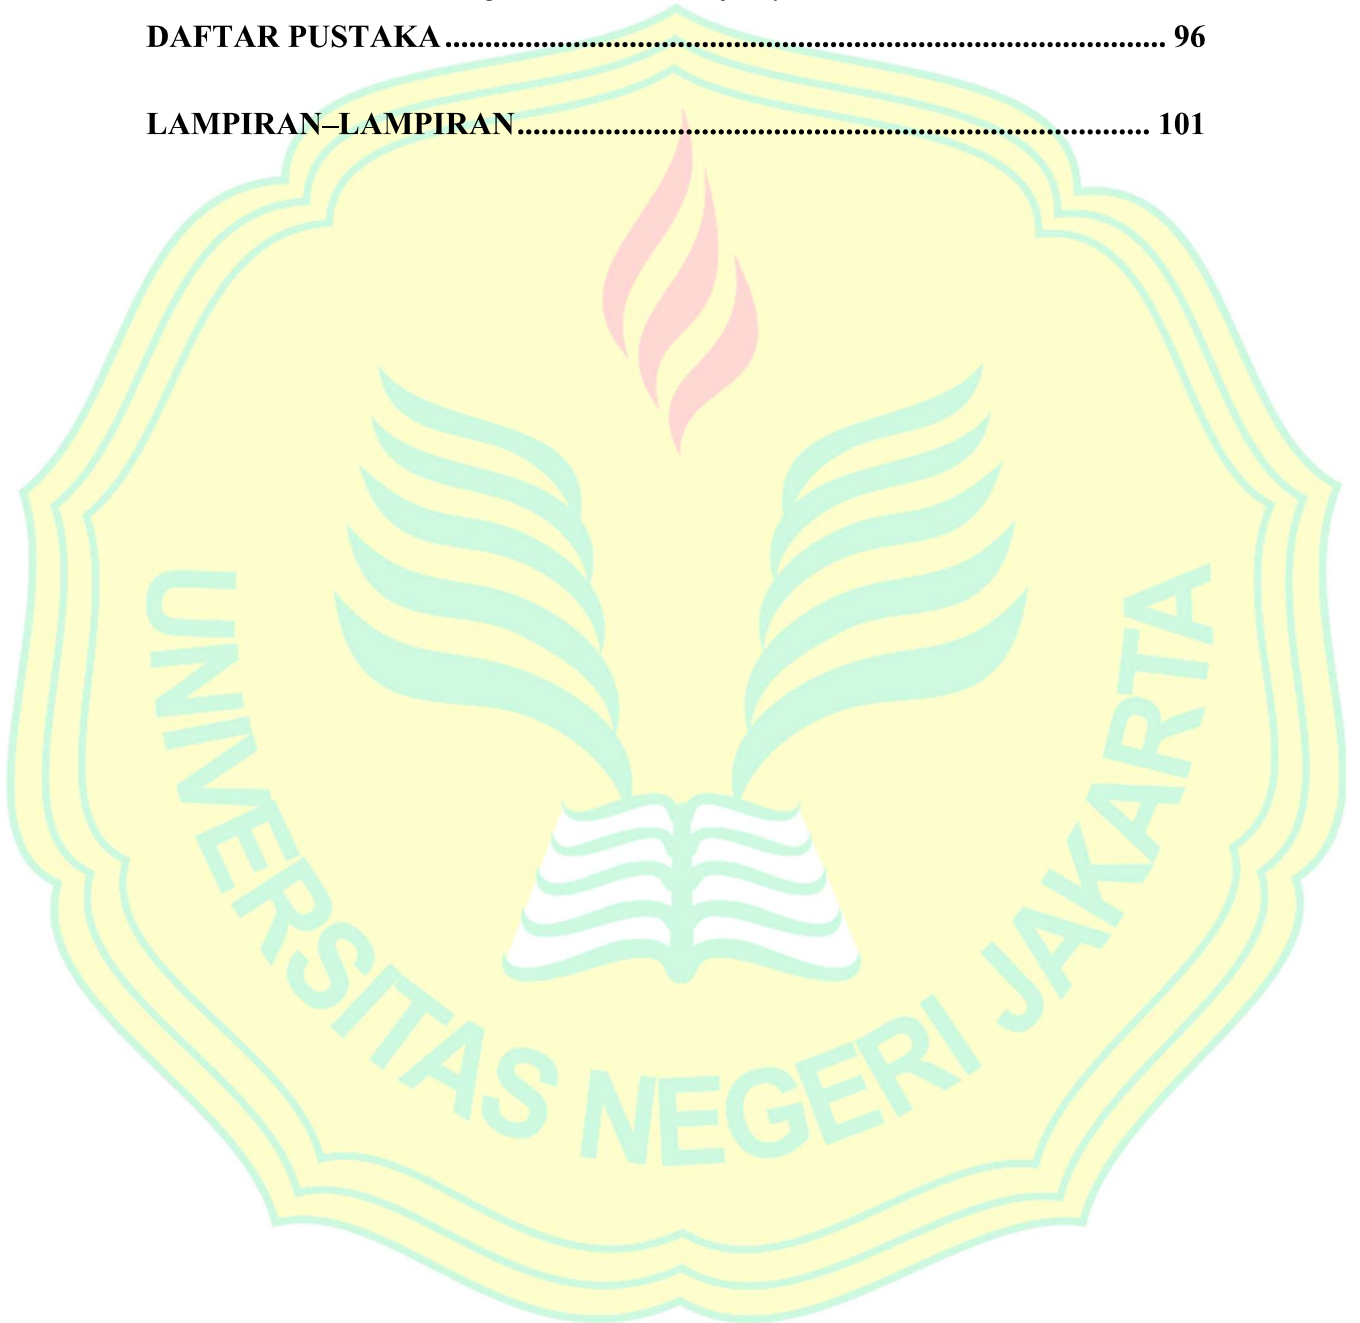 DAFTAR PUSTAKA.......................................................................................... 96
LAMPIRAN–LAMPIRAN............................................................................... 101
UNIVERSITAS NEGERI JAKARTA